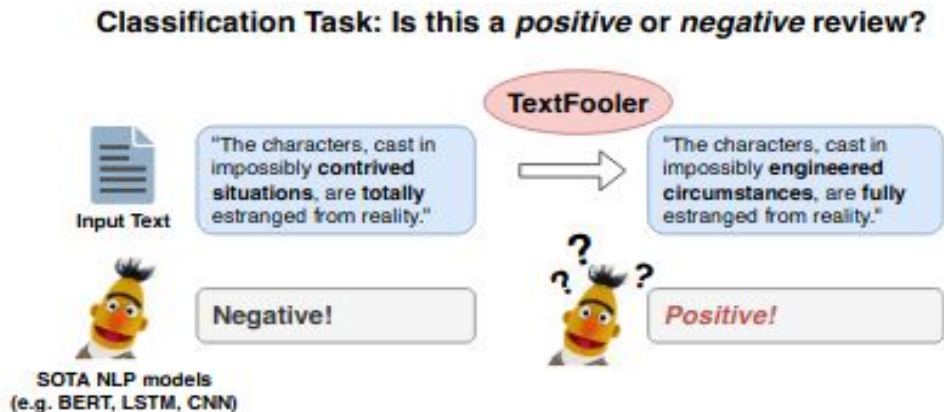 Classification Task: Is this a positive or negative review?
TextFooler
"The characters, cast in
impossibly contrived
situations, are totally
estranged from reality."
"The characters, cast in
impossibly engineered
circumstances, are fully
estranged from reality."
Input Text
? ? ?
Negative!
Positive!
SOTA NLP models
(e.g. BERT, LSTM, CNN)